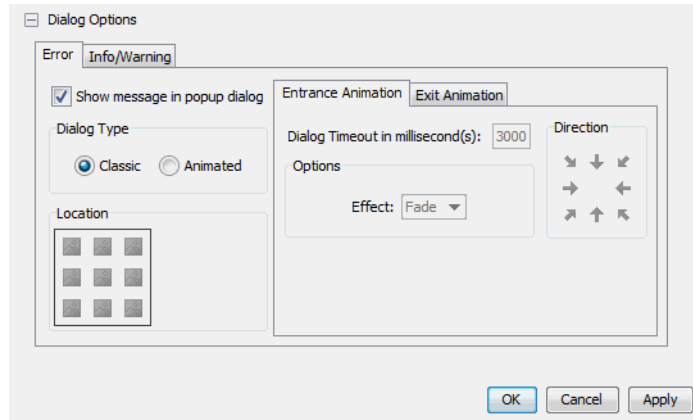 Dialog Options
Error Info/Warning
Show message in popup dialog
Dialog Type
Classic Animated
Location
Entrance Animation Exit Animation
Dialog Timeout in millisecond(s): 3000
Options
Effect: Fade
Direction
OK Cancel Apply